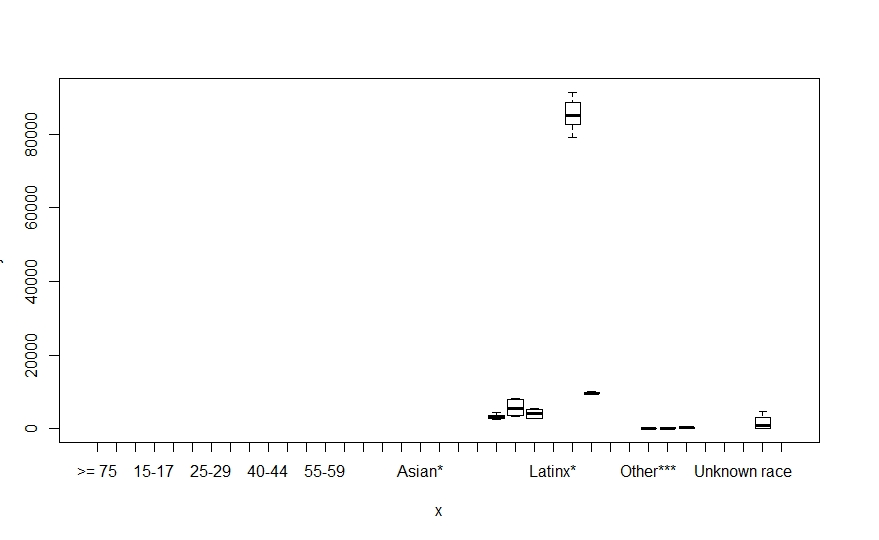 80000
60000
40000
20000
0
>= 75 15-17 25-29 40-44 55-59 Asian* Latinx* Other*** Unknown race
x